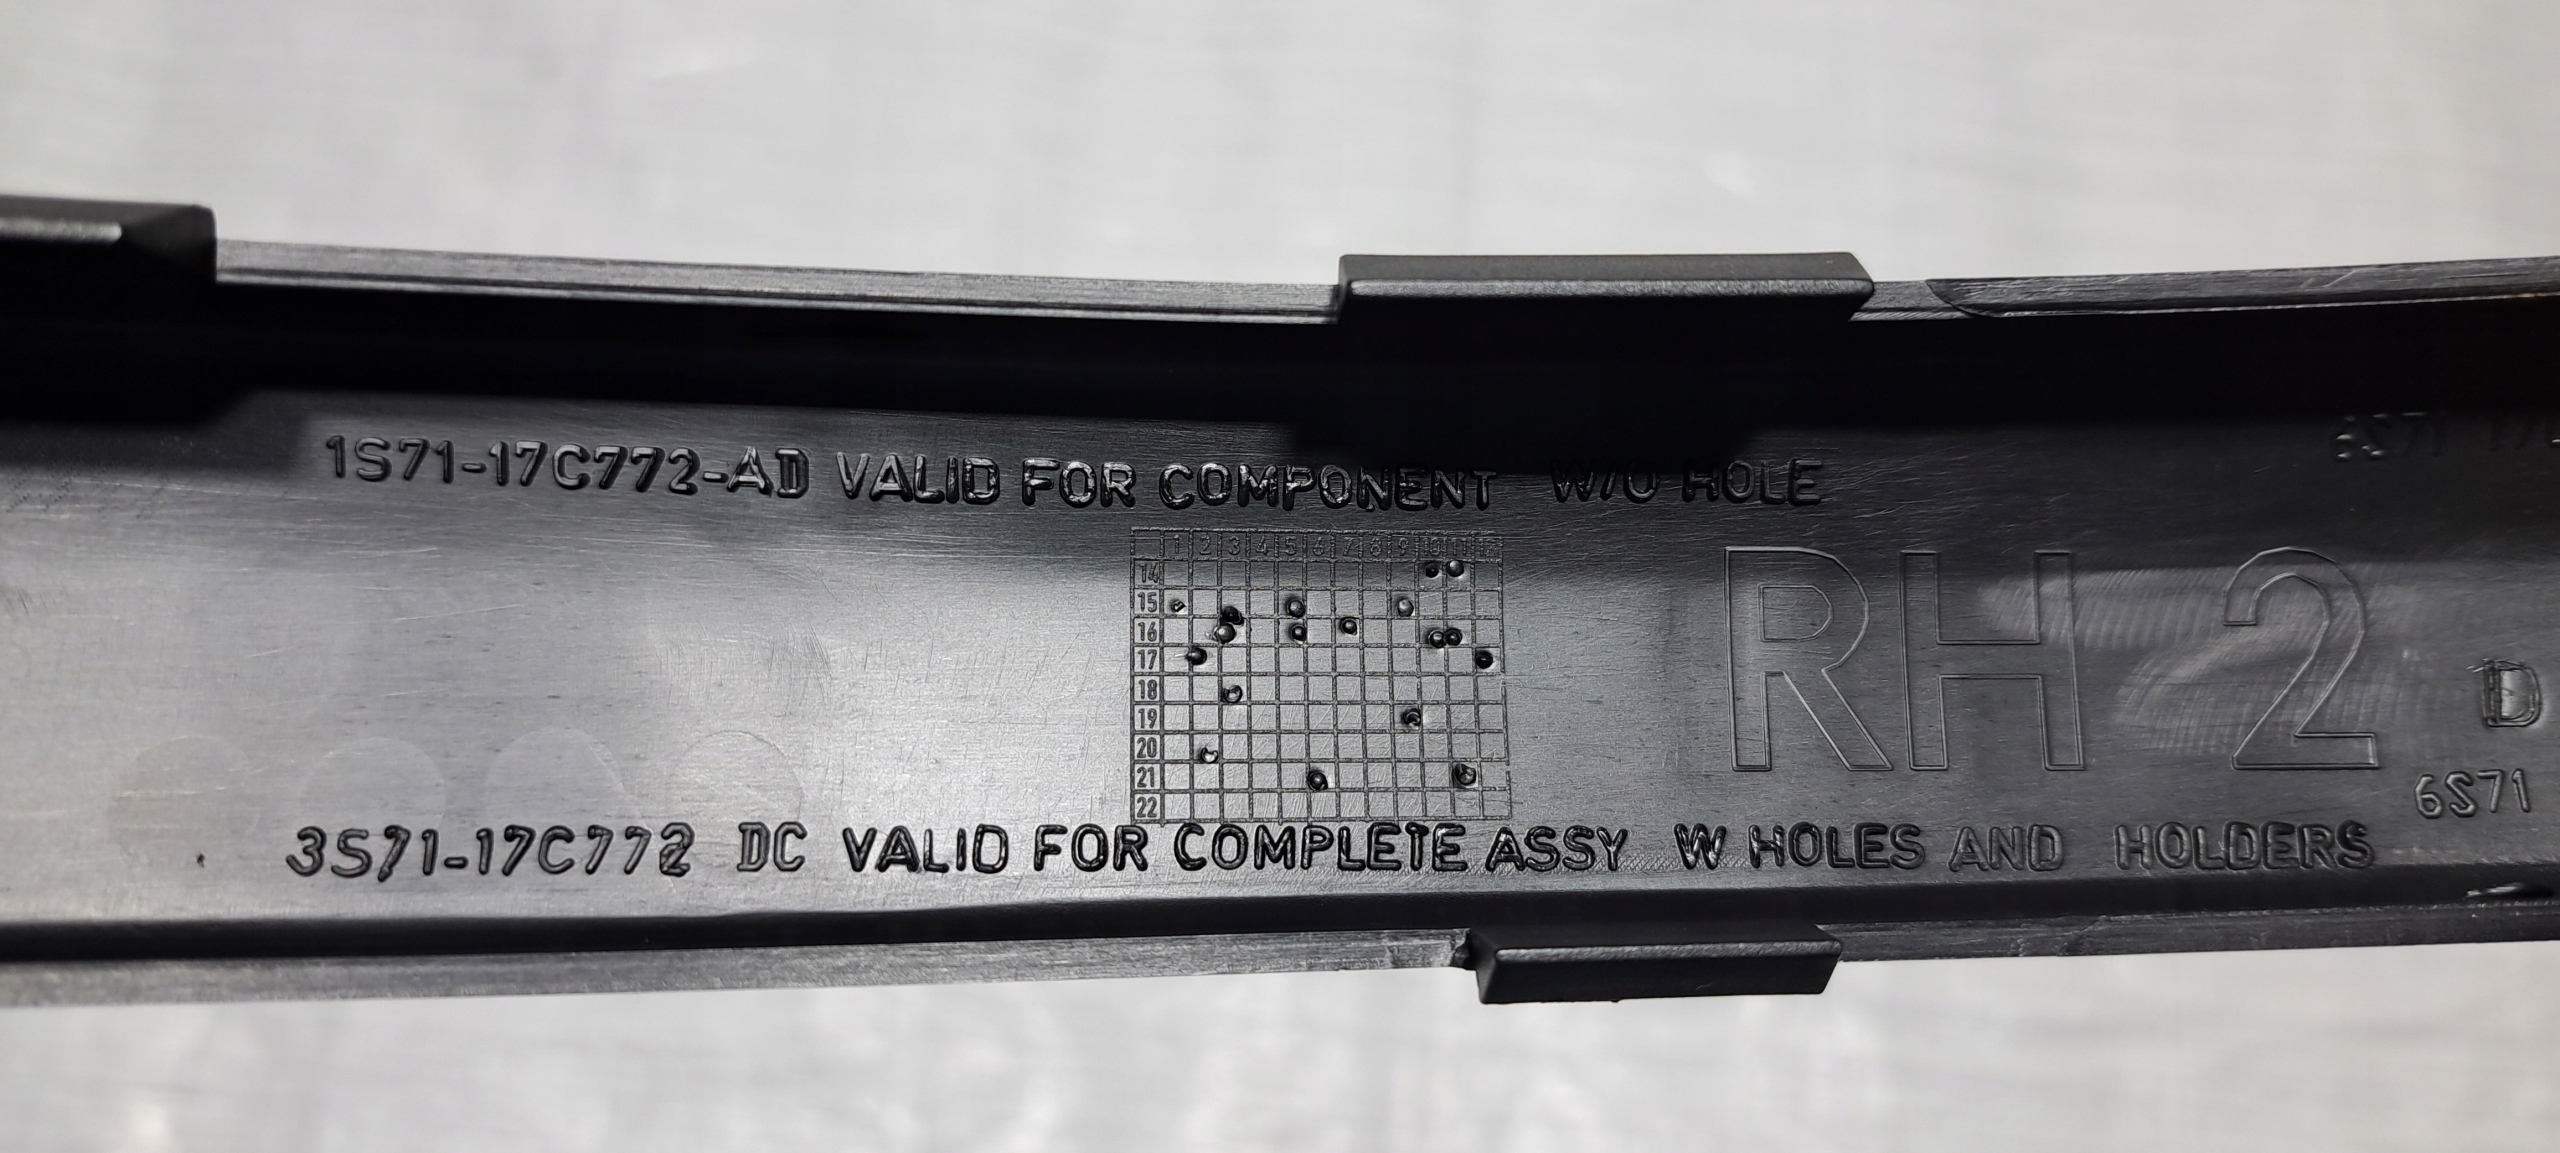 1S71-17C772-AD VALID FOR COMPONENT W/O HOLE
6S71
1 2 3 4 5 6 7 8 9 10 11 12
14
15
16
17
18
19
20
21
22
RH 2
D
6S71
3S71-17C772 DC VALID FOR COMPLETE ASSY W HOLES AND HOLDERS